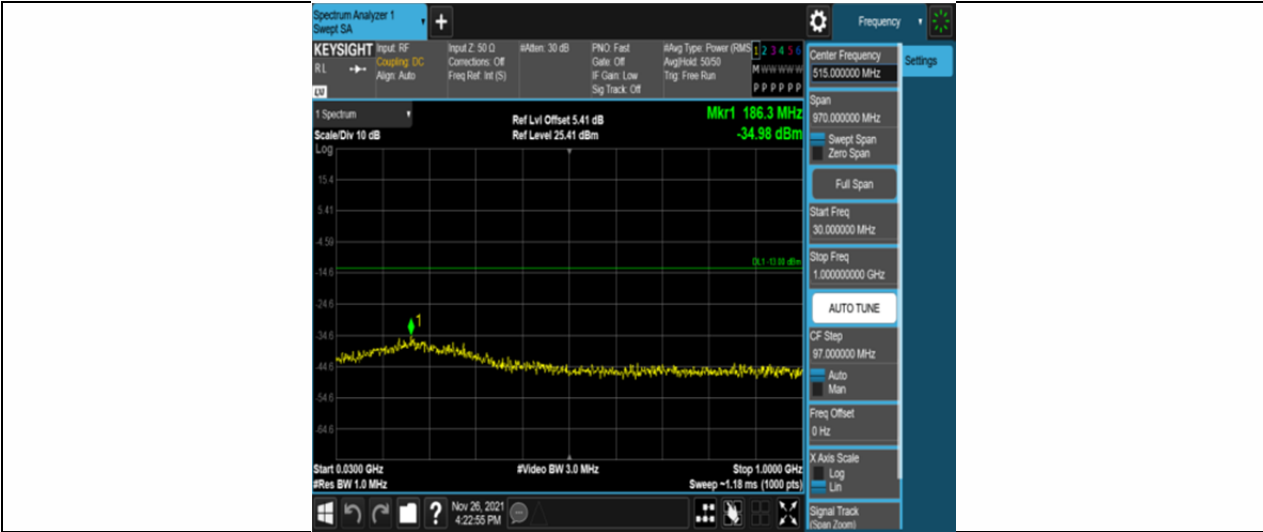 Spectrum Analyzer 1
Swept SA
+
Frequency
KEYSIGHT
RL
LV
Input: RF
Coupling: DC
Align: Auto
Input Z: 50 Ω
Corrections: Off
Freq Ref: Int (S)
#Atten: 30 dB
PNO: Fast
Gate: Off
IF Gain: Low
Sig Track: Off
#Avg Type: Power (RMS
Avg|Hold: 50/50
Trig: Free Run
1 2 3 4 5 6
M W W W W W
P P P P P P
1 Spectrum
Scale/Div 10 dB
Ref Lvl Offset 5.41 dB
Ref Level 25.41 dBm
Mkr1 186.3 MHz
-34.98 dBm
Log
15.4
5.41
-4.59
DL1 -13.00 dBm
-14.6
-24.6
1
-34.6
-44.6
-54.6
-64.6
Start 0.0300 GHz
#Video BW 3.0 MHz
Stop 1.0000 GHz
#Res BW 1.0 MHz
Sweep ~1.18 ms (1000 pts)
?
Nov 26, 2021
4:22:55 PM
Center Frequency
515.000000 MHz
Settings
Span
970.000000 MHz
Swept Span
Zero Span
Full Span
Start Freq
30.000000 MHz
Stop Freq
1.000000000 GHz
AUTO TUNE
CF Step
97.000000 MHz
Auto
Man
Freq Offset
0 Hz
X Axis Scale
Log
Lin
Signal Track
(Span Zoom)